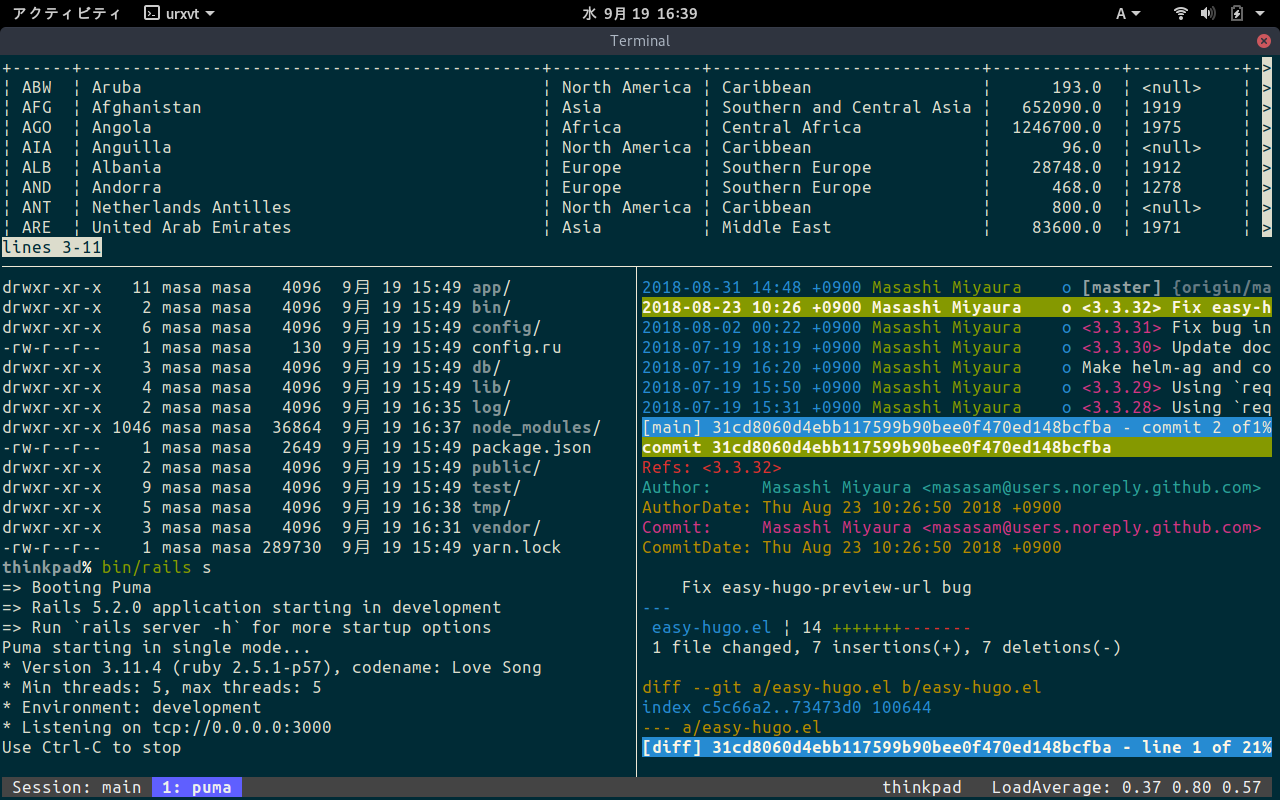 アクティビティ urxvt 水 9月 19 16:39 A
Terminal
+------+----------------------------------------------+---------------+---------------------------+-------------+-----------+->
¦ ABW ¦ Aruba ¦ North America ¦ Caribbean ¦ 193.0 ¦ <null> ¦ >
¦ AFG ¦ Afghanistan ¦ Asia ¦ Southern and Central Asia ¦ 652090.0 ¦ 1919 ¦ >
¦ AGO ¦ Angola ¦ Africa ¦ Central Africa ¦ 1246700.0 ¦ 1975 ¦ >
¦ AIA ¦ Anguilla ¦ North America ¦ Caribbean ¦ 96.0 ¦ <null> ¦ >
¦ ALB ¦ Albania ¦ Europe ¦ Southern Europe ¦ 28748.0 ¦ 1912 ¦ >
¦ AND ¦ Andorra ¦ Europe ¦ Southern Europe ¦ 468.0 ¦ 1278 ¦ >
¦ ANT ¦ Netherlands Antilles ¦ North America ¦ Caribbean ¦ 800.0 ¦ <null> ¦ >
¦ ARE ¦ United Arab Emirates ¦ Asia ¦ Middle East ¦ 83600.0 ¦ 1971 ¦ >
lines 3-11
drwxr-xr-x 11 masa masa 4096 9月 19 15:49 app/
drwxr-xr-x 2 masa masa 4096 9月 19 15:49 bin/
drwxr-xr-x 6 masa masa 4096 9月 19 15:49 config/
-rw-r--r-- 1 masa masa 130 9月 19 15:49 config.ru
drwxr-xr-x 3 masa masa 4096 9月 19 15:49 db/
drwxr-xr-x 4 masa masa 4096 9月 19 15:49 lib/
drwxr-xr-x 2 masa masa 4096 9月 19 16:35 log/
drwxr-xr-x 1046 masa masa 36864 9月 19 16:37 node_modules/
-rw-r--r-- 1 masa masa 2649 9月 19 15:49 package.json
drwxr-xr-x 2 masa masa 4096 9月 19 15:49 public/
drwxr-xr-x 9 masa masa 4096 9月 19 15:49 test/
drwxr-xr-x 5 masa masa 4096 9月 19 16:38 tmp/
drwxr-xr-x 3 masa masa 4096 9月 19 16:31 vendor/
-rw-r--r-- 1 masa masa 289730 9月 19 15:49 yarn.lock
thinkpad% bin/rails s
=> Booting Puma
=> Rails 5.2.0 application starting in development
=> Run `rails server -h` for more startup options
Puma starting in single mode...
* Version 3.11.4 (ruby 2.5.1-p57), codename: Love Song
* Min threads: 5, max threads: 5
* Environment: development
* Listening on tcp://0.0.0.0:3000
Use Ctrl-C to stop
2018-08-31 14:48 +0900 Masashi Miyaura o [master] {origin/ma
2018-08-23 10:26 +0900 Masashi Miyaura o <3.3.32> Fix easy-h
2018-08-02 00:22 +0900 Masashi Miyaura o <3.3.31> Fix bug in
2018-07-19 18:19 +0900 Masashi Miyaura o <3.3.30> Update doc
2018-07-19 16:20 +0900 Masashi Miyaura o Make helm-ag and co
2018-07-19 15:50 +0900 Masashi Miyaura o <3.3.29> Using `req
2018-07-19 15:31 +0900 Masashi Miyaura o <3.3.28> Using `req
[main] 31cd8060d4ebb117599b90bee0f470ed148bcfba - commit 2 of1%
commit 31cd8060d4ebb117599b90bee0f470ed148bcfba
Refs: <3.3.32>
Author: Masashi Miyaura <masasam@users.noreply.github.com>
AuthorDate: Thu Aug 23 10:26:50 2018 +0900
Commit: Masashi Miyaura <masasam@users.noreply.github.com>
CommitDate: Thu Aug 23 10:26:50 2018 +0900
Fix easy-hugo-preview-url bug
---
easy-hugo.el ¦ 14 +++++++-------
1 file changed, 7 insertions(+), 7 deletions(-)
diff --git a/easy-hugo.el b/easy-hugo.el
index c5c66a2..73473d0 100644
--- a/easy-hugo.el
[diff] 31cd8060d4ebb117599b90bee0f470ed148bcfba - line 1 of 21%
Session: main 1: puma thinkpad LoadAverage: 0.37 0.80 0.57